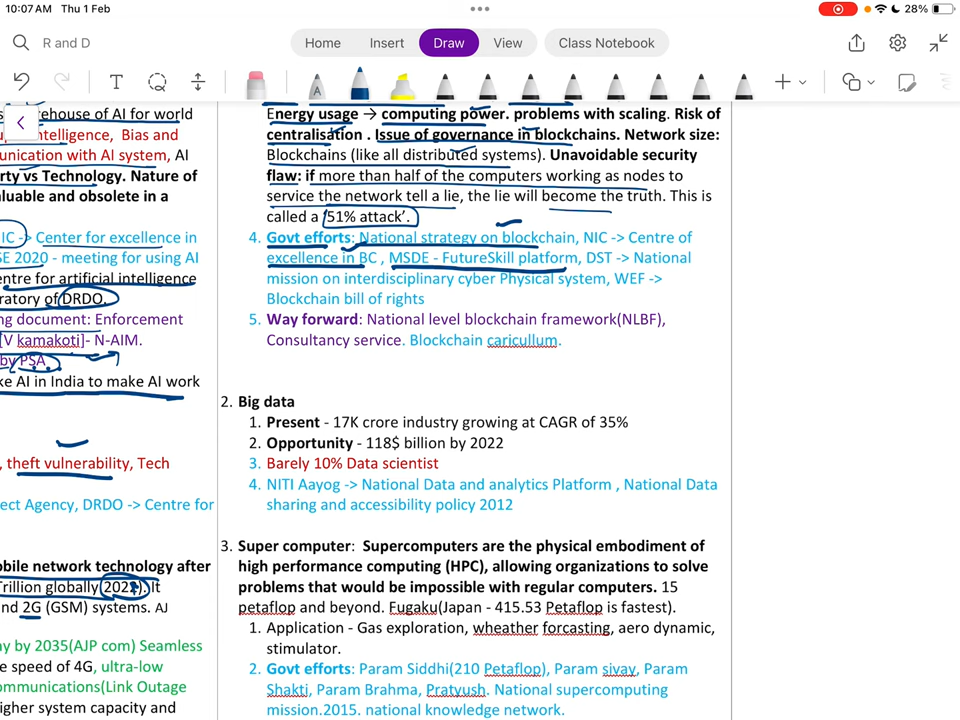 10:07 AM Thu 1 Feb
28%
R and D
Home Insert Draw View Class Notebook
T
A
rehouse of AI for world
ntelligence, Bias and
unication with AI system, AI
rty vs Technology. Nature of
aluable and obsolete in a
IC -> Center for excellence in
SE 2020 - meeting for using AI
entre for artificial intelligence
ratory of DRDO.
ng document: Enforcement
[V kamakoti]- N-AIM.
by PSA.
ke AI in India to make AI work
, theft vulnerability, Tech
ect Agency, DRDO -> Centre for
obile network technology after
Trillion globally It
nd 2G (GSM) systems. AJ
ay by 2035(AJP com) Seamless
e speed of 4G, ultra-low
ommunications(Link Outage
igher system capacity and
Energy usage → computing power. problems with scaling. Risk of
centralisation . Issue of governance in blockchains. Network size:
Blockchains (like all distributed systems). Unavoidable security
flaw: if more than half of the computers working as nodes to
service the network tell a lie, the lie will become the truth. This is
called a '51% attack'.
4. Govt efforts: National strategy on blockchain, NIC -> Centre of
excellence in BC , MSDE - FutureSkill platform, DST -> National
mission on interdisciplinary cyber Physical system, WEF ->
Blockchain bill of rights
5. Way forward: National level blockchain framework(NLBF),
Consultancy service. Blockchain caricullum.
2. Big data
1. Present - 17K crore industry growing at CAGR of 35%
2. Opportunity - 118$ billion by 2022
3. Barely 10% Data scientist
4. NITI Aayog -> National Data and analytics Platform , National Data
sharing and accessibility policy 2012
3. Super computer: Supercomputers are the physical embodiment of
high performance computing (HPC), allowing organizations to solve
problems that would be impossible with regular computers. 15
petaflop and beyond. Fugaku(Japan - 415.53 Petaflop is fastest).
1. Application - Gas exploration, wheather forcasting, aero dynamic,
stimulator.
2. Govt efforts: Param Siddhi(210 Petaflop), Param sivay, Param
Shakti, Param Brahma, Pratyush. National supercomputing
mission.2015. national knowledge network.